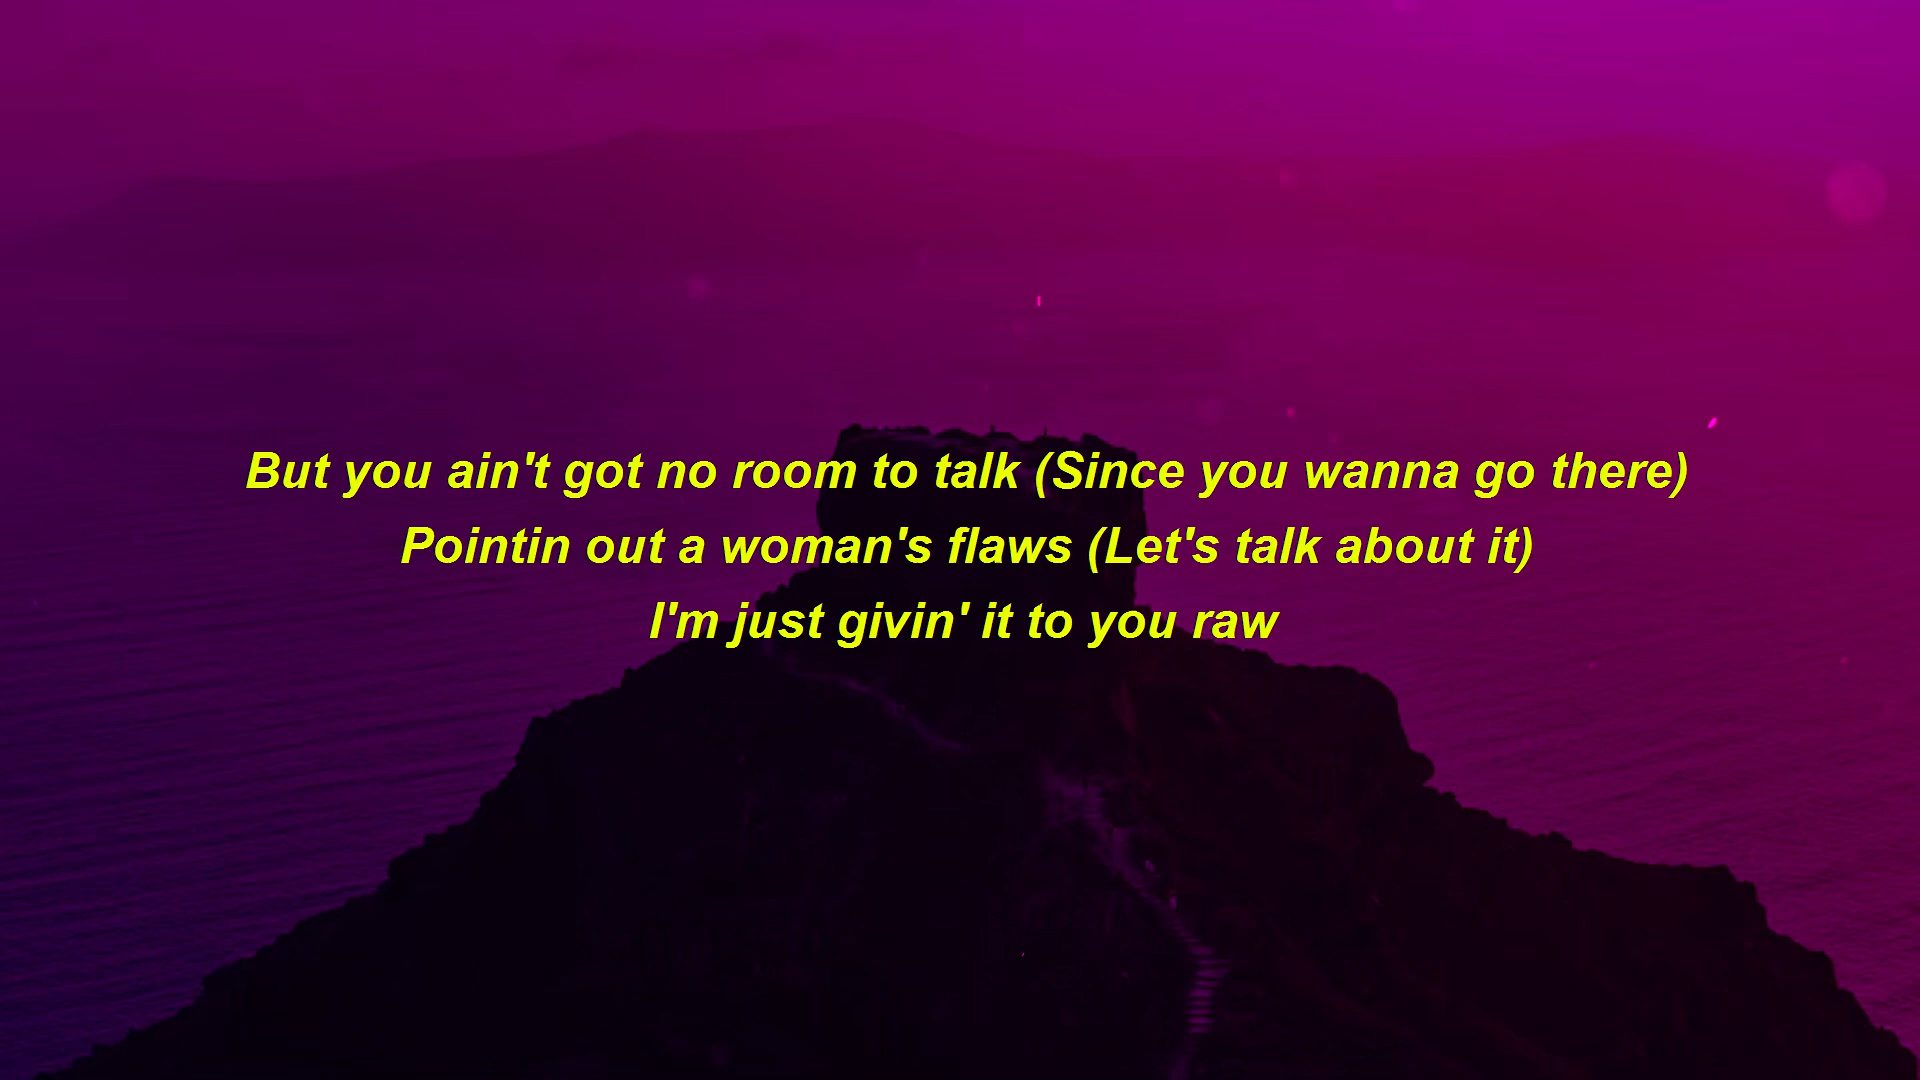 But you ain't got no room to talk (Since you wanna go there)
Pointin out a woman's flaws (Let's talk about it)
I'm just givin' it to you raw